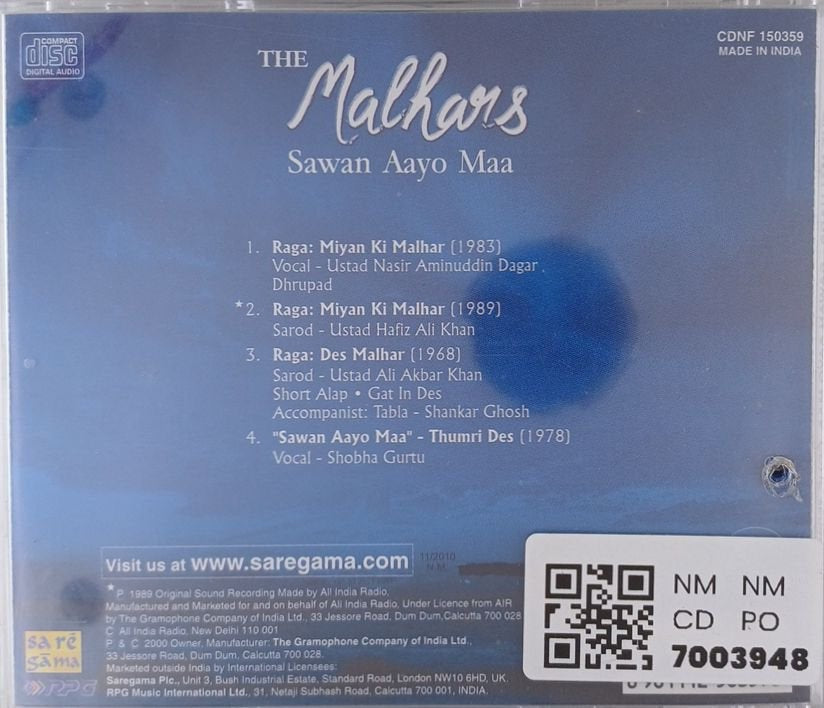 COMPACT
disc
DIGITAL AUDIO
CDNF 150359
MADE IN INDIA
THE
Malhars
Sawan Aayo Maa
1. Raga: Miyan Ki Malhar (1983)
Vocal - Ustad Nasir Aminuddin Dagar
Dhrupad
*2. Raga: Miyan Ki Malhar (1989)
Sarod - Ustad Hafiz Ali Khan
3. Raga: Des Malhar (1968)
Sarod - Ustad Ali Akbar Khan
Short Alap • Gat In Des
Accompanist: Tabla - Shankar Ghosh
4. "Sawan Aayo Maa" - Thumri Des (1978)
Vocal - Shobha Gurtu
Visit us at www.saregama.com
11/2010
N.M.
* P 1989 Original Sound Recording Made by All India Radio,
Manufactured and Marketed for and on behalf of All India Radio, Under Licence from AIR
by The Gramophone Company of India Ltd., 33 Jessore Road, Dum Dum, Calcutta 700 028
C All India Radio, New Delhi 110 001
P & C 2000 Owner, Manufacturer: The Gramophone Company of India Ltd.,
33 Jessore Road, Dum Dum, Calcutta 700 028.
Marketed outside India by International Licensees:
Saregama Plc., Unit 3, Bush Industrial Estate, Standard Road, London NW10 6HD, UK.
RPG Music International Ltd., 31, Netaji Subhash Road, Calcutta 700 001, INDIA.
sa rē
gāma
RPG
NM NM
CD PO
7003948